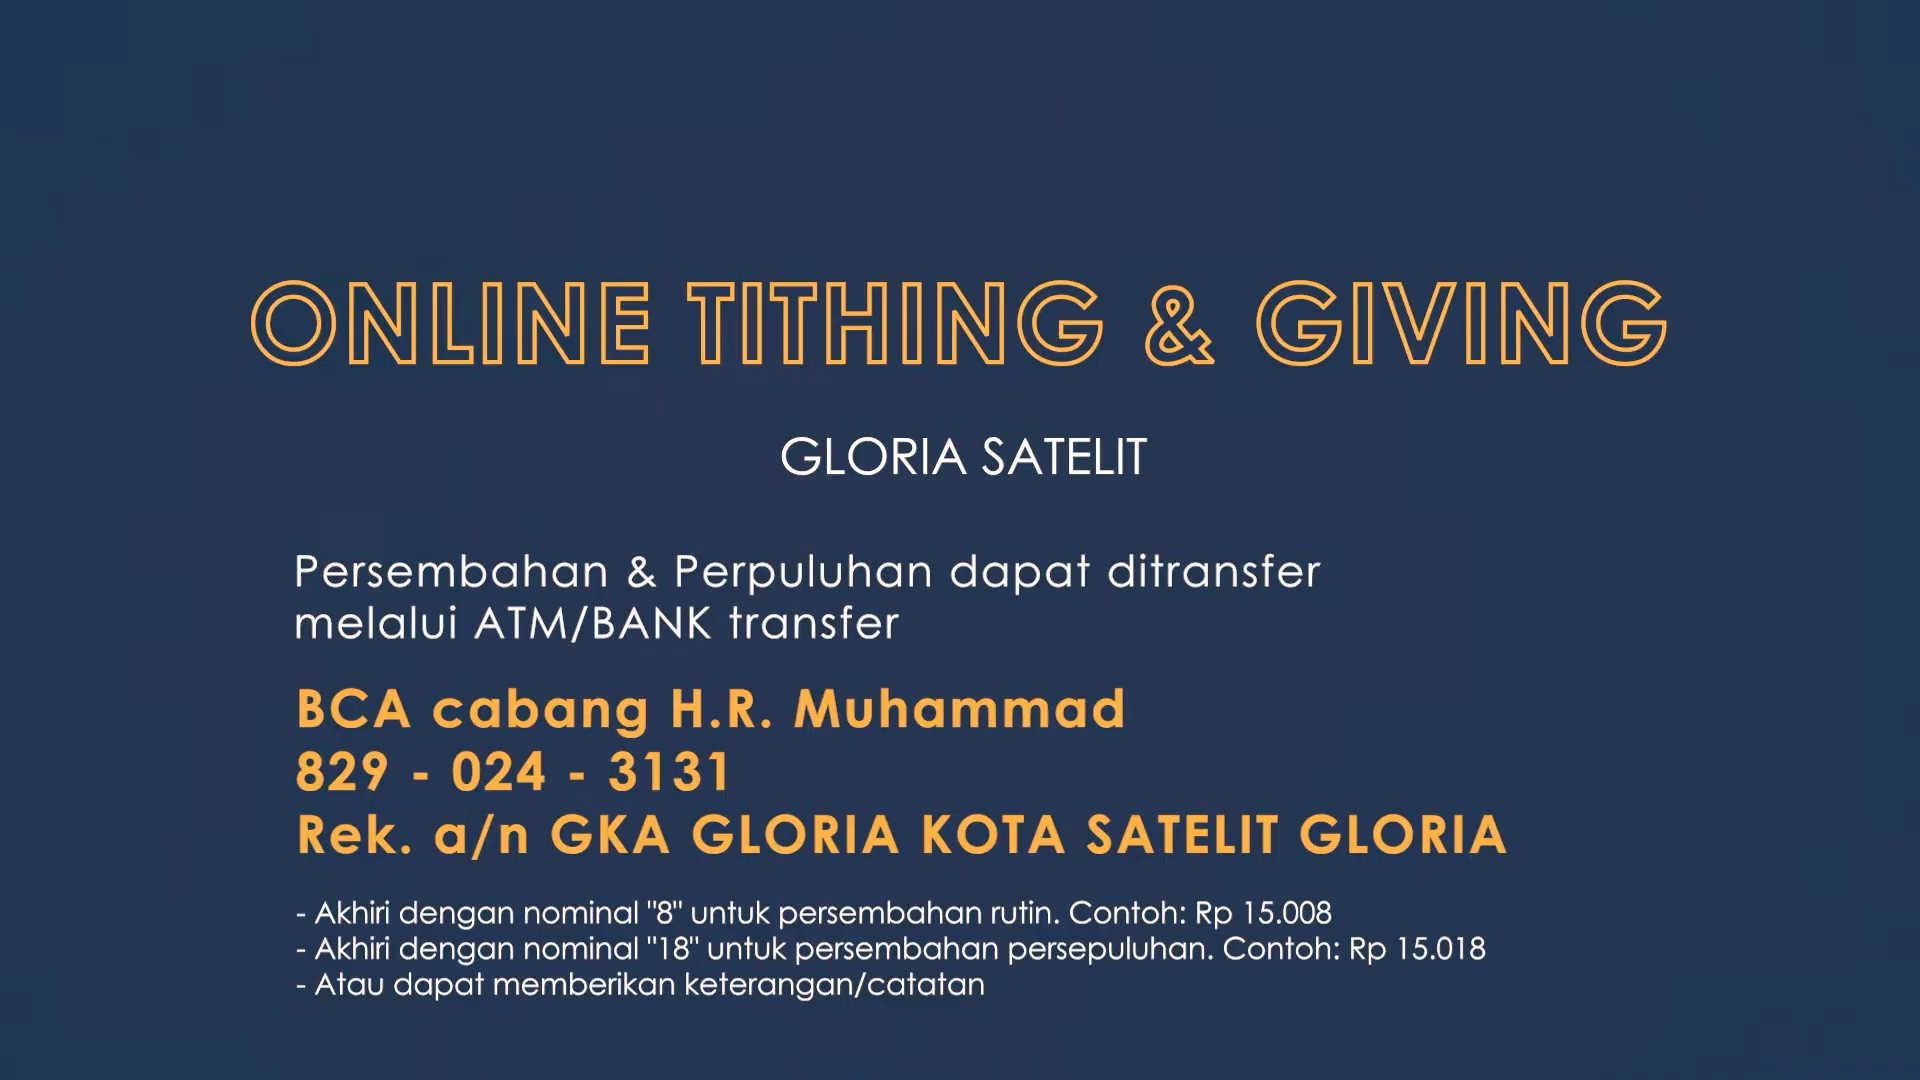 ONLINE TITHING & GIVING
GLORIA SATELIT
Persembahan & Perpuluhan dapat ditransfer
melalui ATM/BANK transfer
BCA cabang H.R. Muhammad
829 - 024 - 3131
Rek. a/n GKA GLORIA KOTA SATELIT GLORIA
- Akhiri dengan nominal "8" untuk persembahan rutin. Contoh: Rp 15.008
- Akhiri dengan nominal "18" untuk persembahan persepuluhan. Contoh: Rp 15.018
- Atau dapat memberikan keterangan/catatan